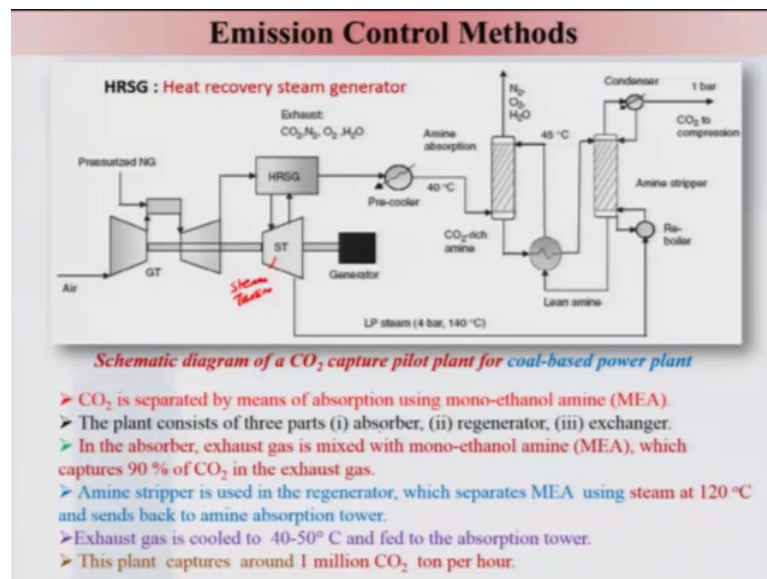 Emission Control Methods
HRSG : Heat recovery steam generator
Exhaust:
CO₂,N₂, O₂ ,H₂O
Pressurized NG
HRSG
Pre-cooler
Amine
absorption
40 °C
N₂,
O₂,
H₂O
45 °C
Condenser
1 bar
CO₂ to
compression
Amine stripper
Re-
boiler
CO₂-rich
amine
Lean amine
GT
ST
Steam
Turbine
Generator
Air
LP steam (4 bar, 140 °C)
Schematic diagram of a CO₂ capture pilot plant for coal-based power plant
➤ CO₂ is separated by means of absorption using mono-ethanol amine (MEA).
➤ The plant consists of three parts (i) absorber, (ii) regenerator, (iii) exchanger.
➤ In the absorber, exhaust gas is mixed with mono-ethanol amine (MEA), which
captures 90 % of CO₂ in the exhaust gas.
➤ Amine stripper is used in the regenerator, which separates MEA using steam at 120 °C
and sends back to amine absorption tower.
➤Exhaust gas is cooled to 40-50° C and fed to the absorption tower.
➤ This plant captures around 1 million CO₂ ton per hour.